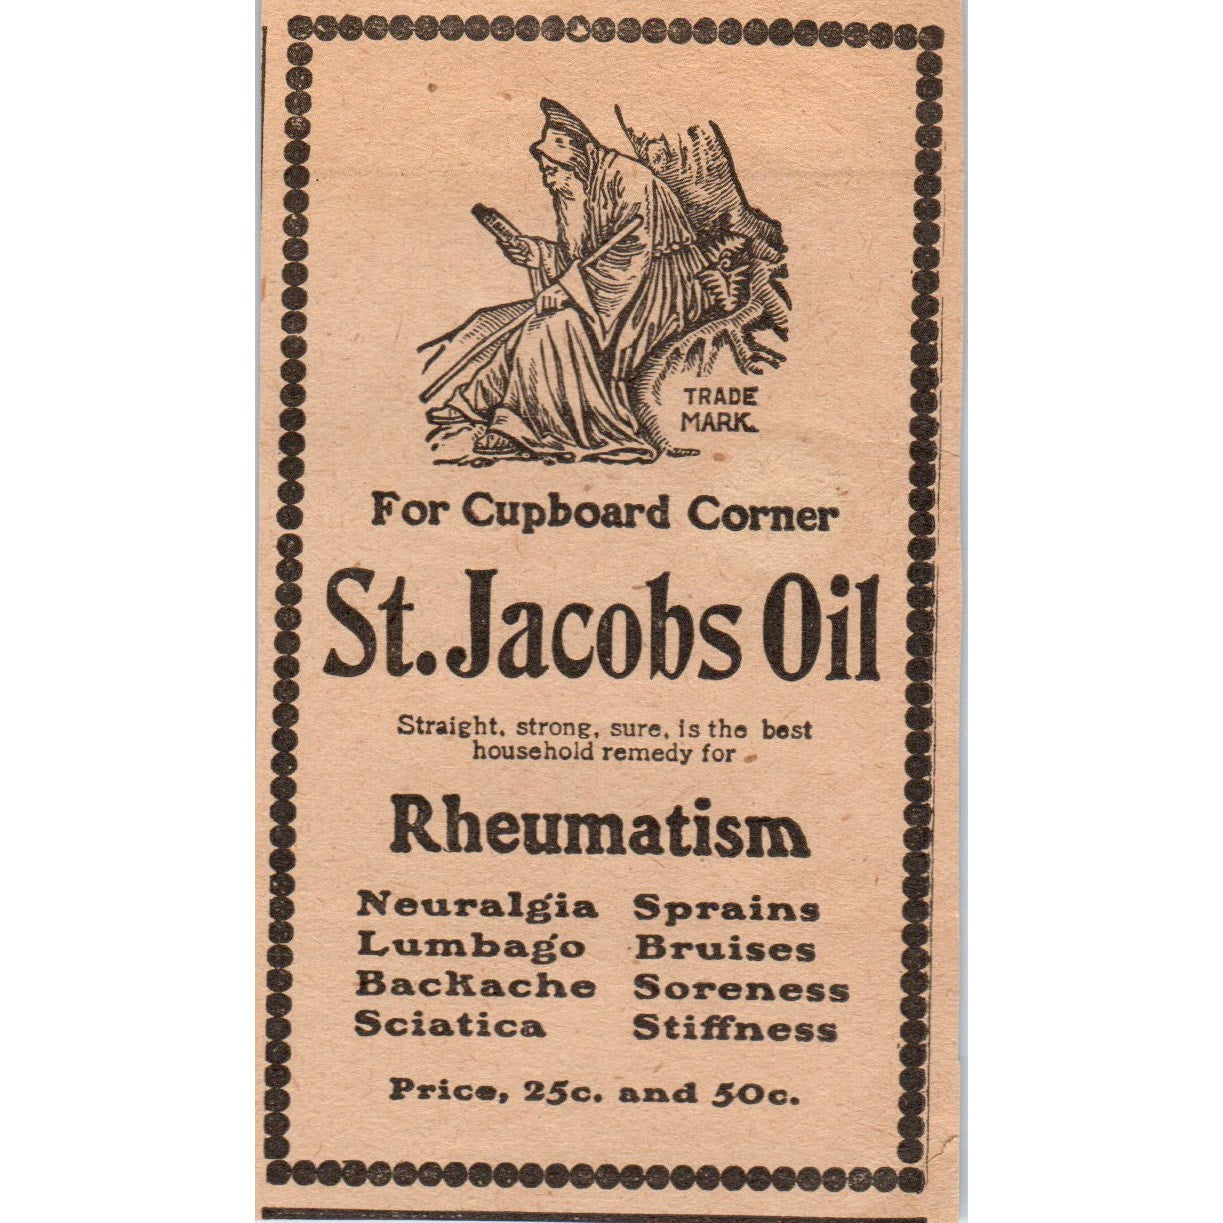 TRADE
MARK.
For Cupboard Corner
St. Jacobs Oil
Straight, strong, sure, is the best
household remedy for
Rheumatism
Neuralgia Sprains
Lumbago Bruises
Backache Soreness
Sciatica Stiffness
Price, 25c. and 50c.